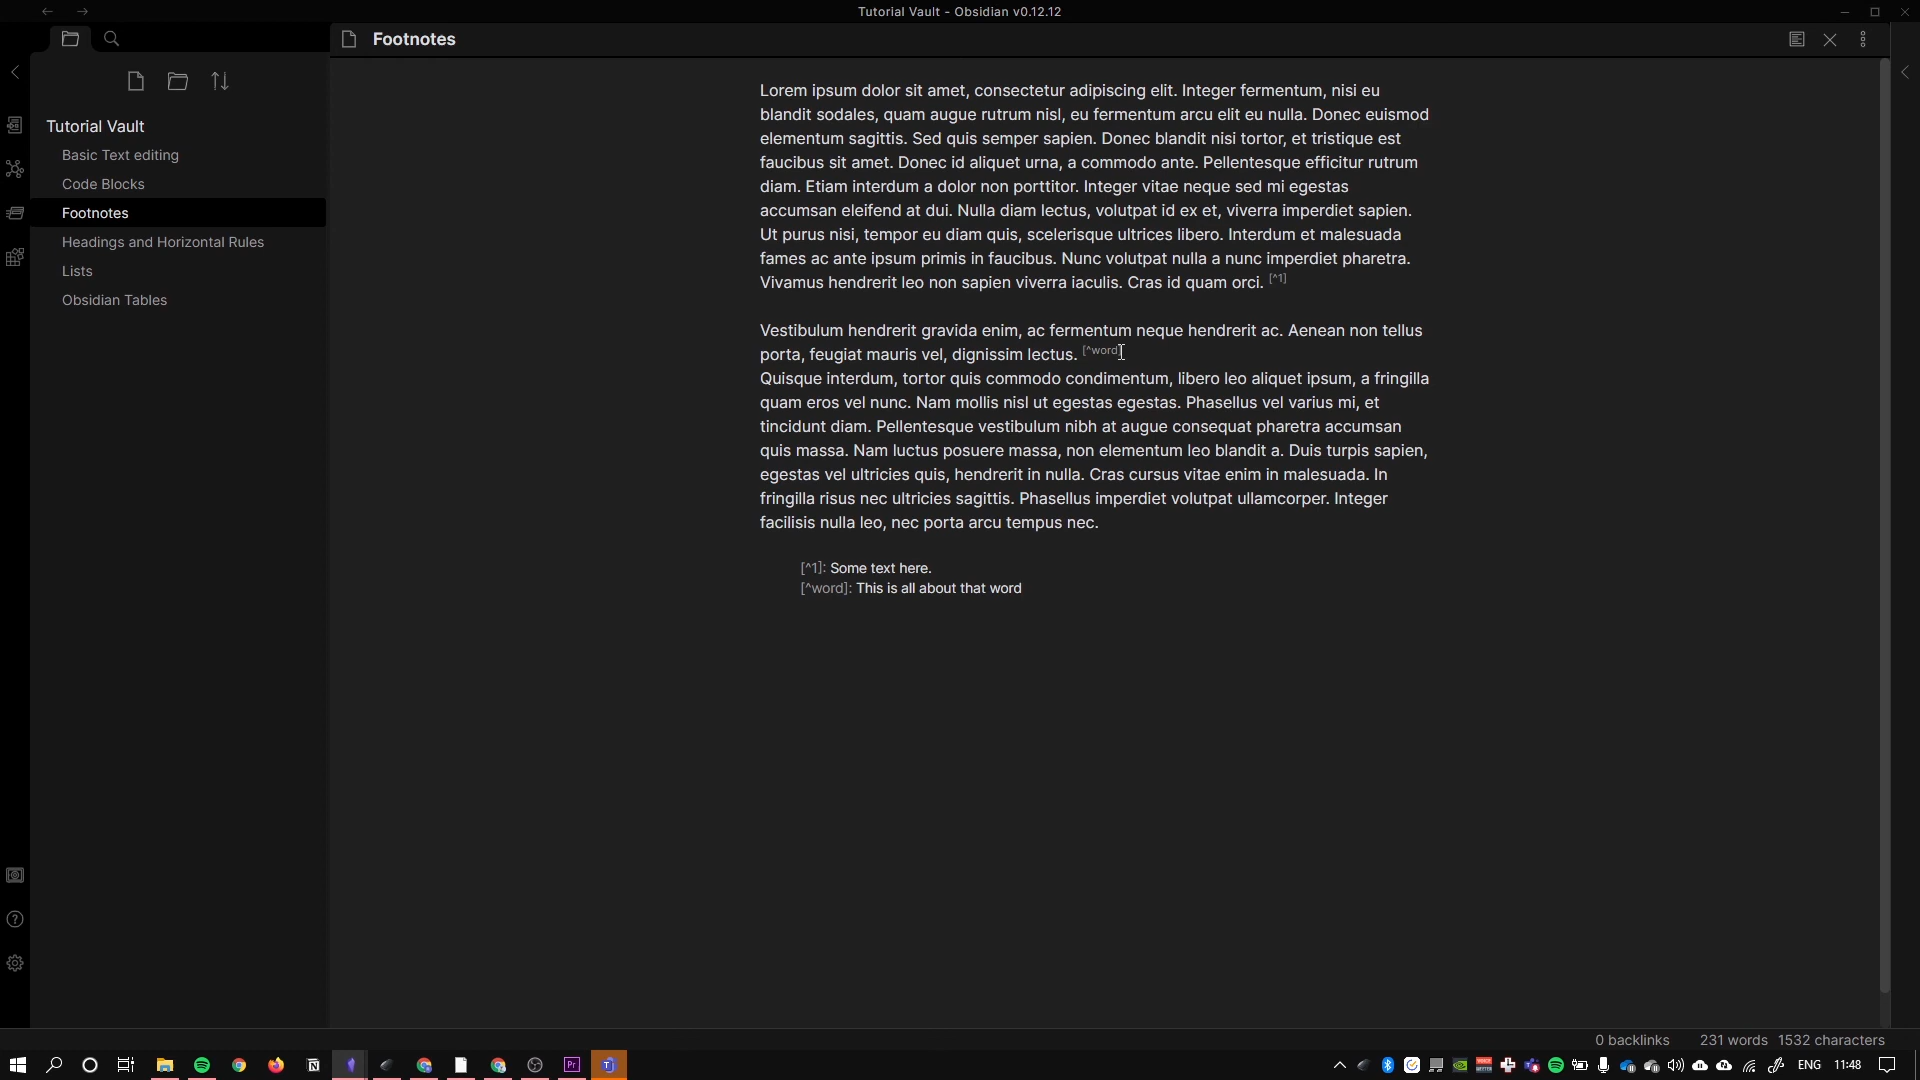 Tutorial Vault - Obsidian v0.12.12
Footnotes
Tutorial Vault
Basic Text editing
Code Blocks
Footnotes
Headings and Horizontal Rules
Lists
Obsidian Tables
Lorem ipsum dolor sit amet, consectetur adipiscing elit. Integer fermentum, nisi eu
blandit sodales, quam augue rutrum nisl, eu fermentum arcu elit eu nulla. Donec euismod
elementum sagittis. Sed quis semper sapien. Donec blandit nisi tortor, et tristique est
faucibus sit amet. Donec id aliquet urna, a commodo ante. Pellentesque efficitur rutrum
diam. Etiam interdum a dolor non porttitor. Integer vitae neque sed mi egestas
accumsan eleifend at dui. Nulla diam lectus, volutpat id ex et, viverra imperdiet sapien.
Ut purus nisi, tempor eu diam quis, scelerisque ultrices libero. Interdum et malesuada
fames ac ante ipsum primis in faucibus. Nunc volutpat nulla a nunc imperdiet pharetra.
Vivamus hendrerit leo non sapien viverra iaculis. Cras id quam orci. [^1]
Vestibulum hendrerit gravida enim, ac fermentum neque hendrerit ac. Aenean non tellus
porta, feugiat mauris vel, dignissim lectus. [^word]
Quisque interdum, tortor quis commodo condimentum, libero leo aliquet ipsum, a fringilla
quam eros vel nunc. Nam mollis nisl ut egestas egestas. Phasellus vel varius mi, et
tincidunt diam. Pellentesque vestibulum nibh at augue consequat pharetra accumsan
quis massa. Nam luctus posuere massa, non elementum leo blandit a. Duis turpis sapien,
egestas vel ultricies quis, hendrerit in nulla. Cras cursus vitae enim in malesuada. In
fringilla risus nec ultricies sagittis. Phasellus imperdiet volutpat ullamcorper. Integer
facilisis nulla leo, nec porta arcu tempus nec.
[^1]: Some text here.
[^word]: This is all about that word
0 backlinks 231 words 1532 characters
Pr
ENG 11:48